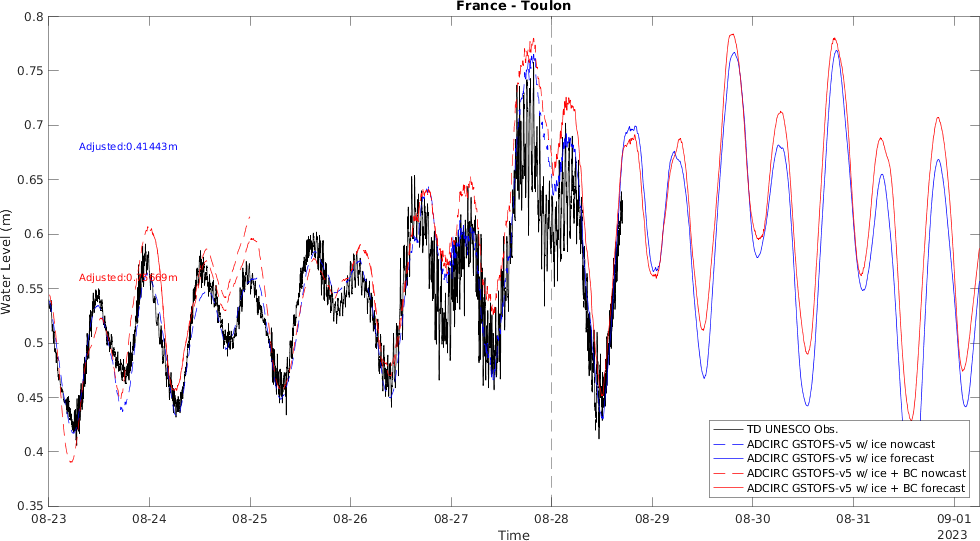 France - Toulon
0.8
0.75
0.7
0.65
0.6
0.55
0.5
0.45
0.4
0.35
Water Level (m)
Adjusted:0.41443m
TD UNESCO Obs.
ADCIRC GSTOFS-v5 w/ ice nowcast
ADCIRC GSTOFS-v5 w/ ice forecast
ADCIRC GSTOFS-v5 w/ ice + BC nowcast
ADCIRC GSTOFS-v5 w/ ice + BC forecast
08-23 08-24 08-25 08-26 08-27 08-28 08-29 08-30 08-31 09-01
2023
Time